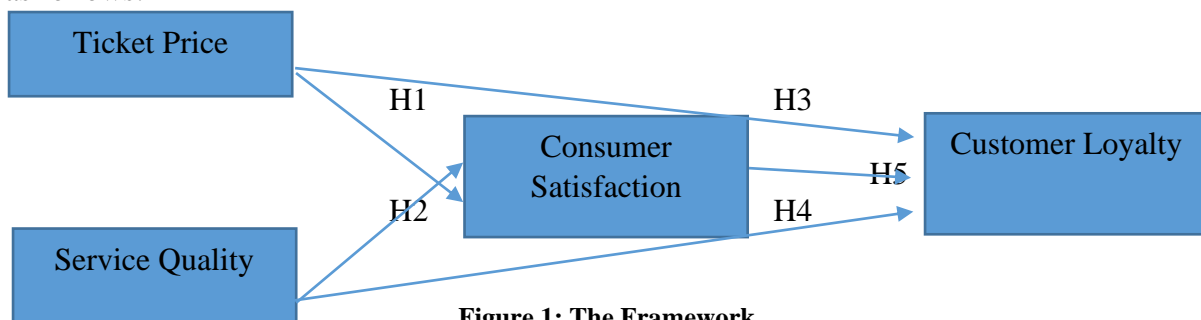 Ticket Price
H1
H3
Consumer
Satisfaction
Customer Loyalty
H5
H2
H4
Service Quality
Figure 1: The Framework